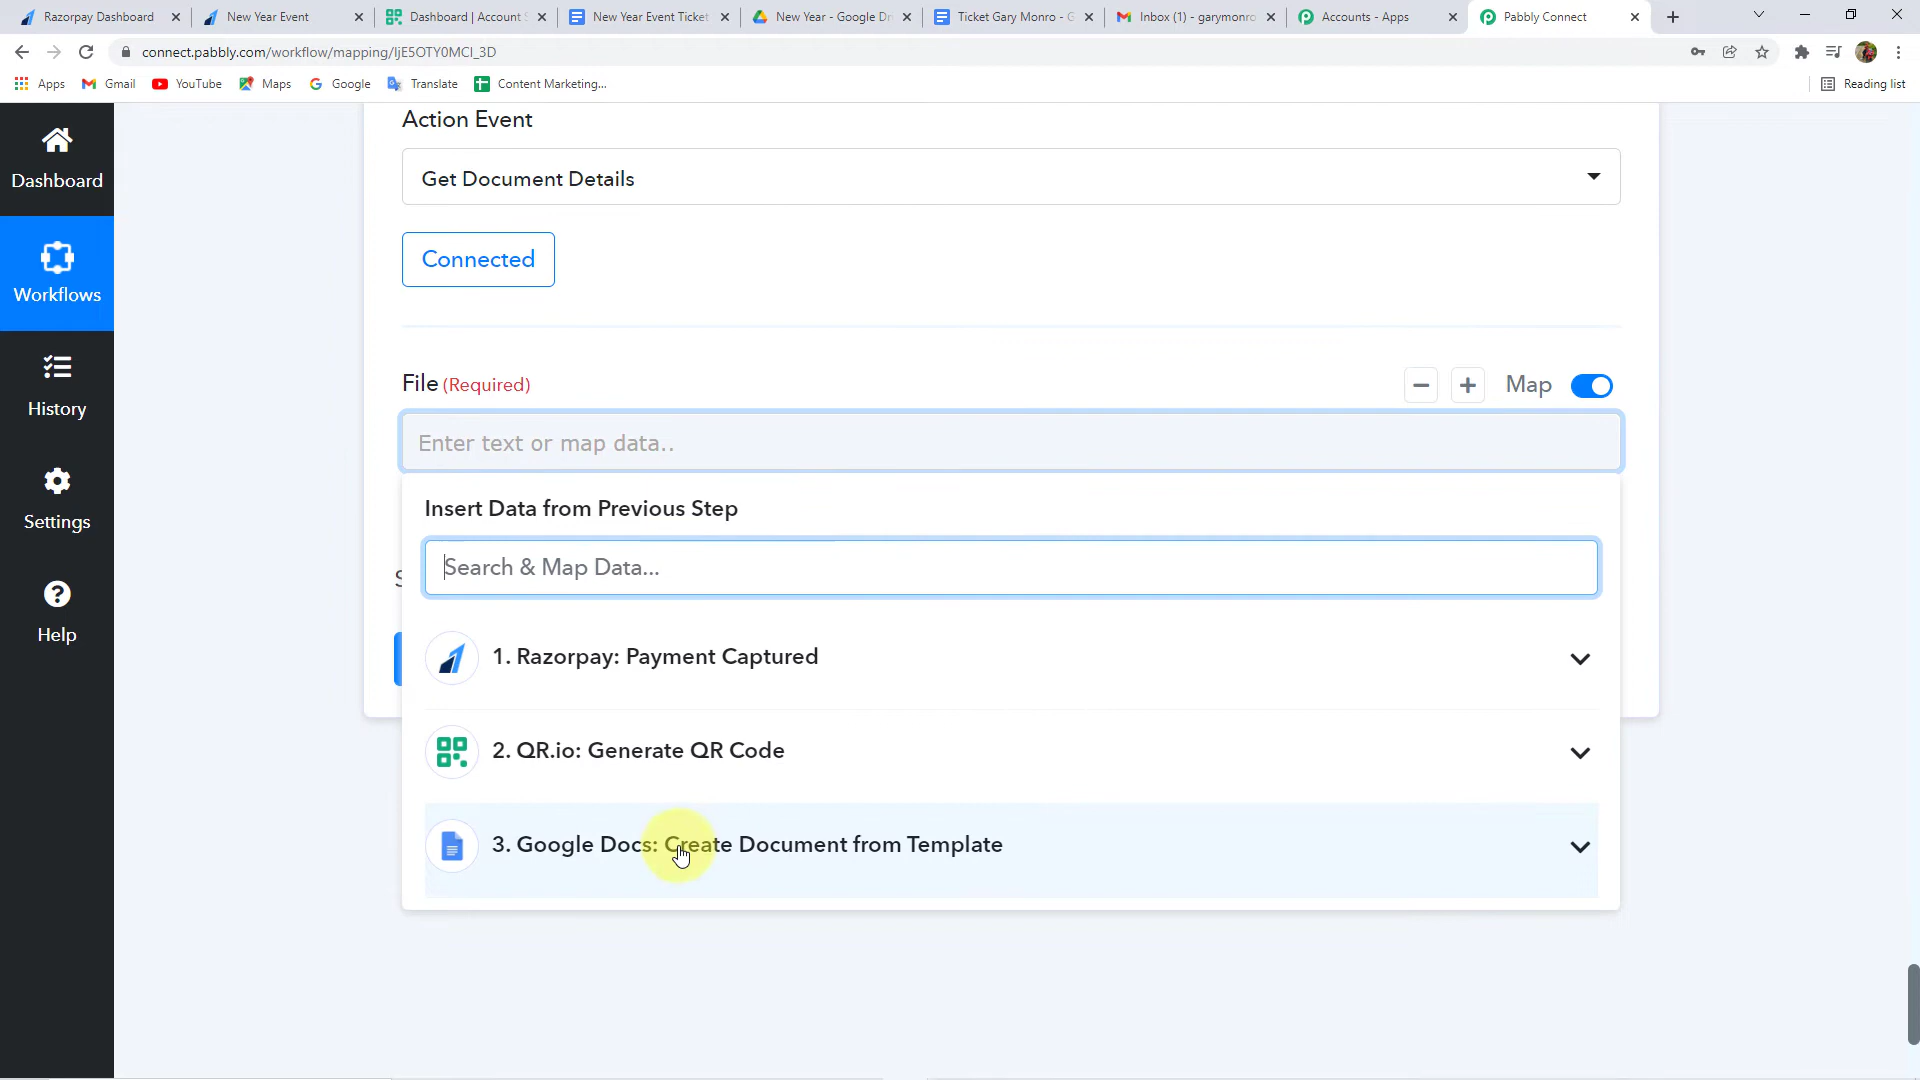 Razorpay Dashboard
New Year Event
Dashboard | Account S
New Year Event Ticket
New Year - Google Dr
Ticket Gary Monro - G
Inbox (1) - garymonro
Accounts - Apps
Pabbly Connect
connect.pabbly.com/workflow/mapping/IjE5OTY0MCI_3D
Apps
Gmail
YouTube
Maps
Google
Translate
Content Marketing...
Reading list
Dashboard
Workflows
History
Settings
Help
Action Event
Get Document Details
Connected
File (Required)
Map
Enter text or map data..
Insert Data from Previous Step
Search & Map Data...
1. Razorpay: Payment Captured
2. QR.io: Generate QR Code
3. Google Docs: Create Document from Template